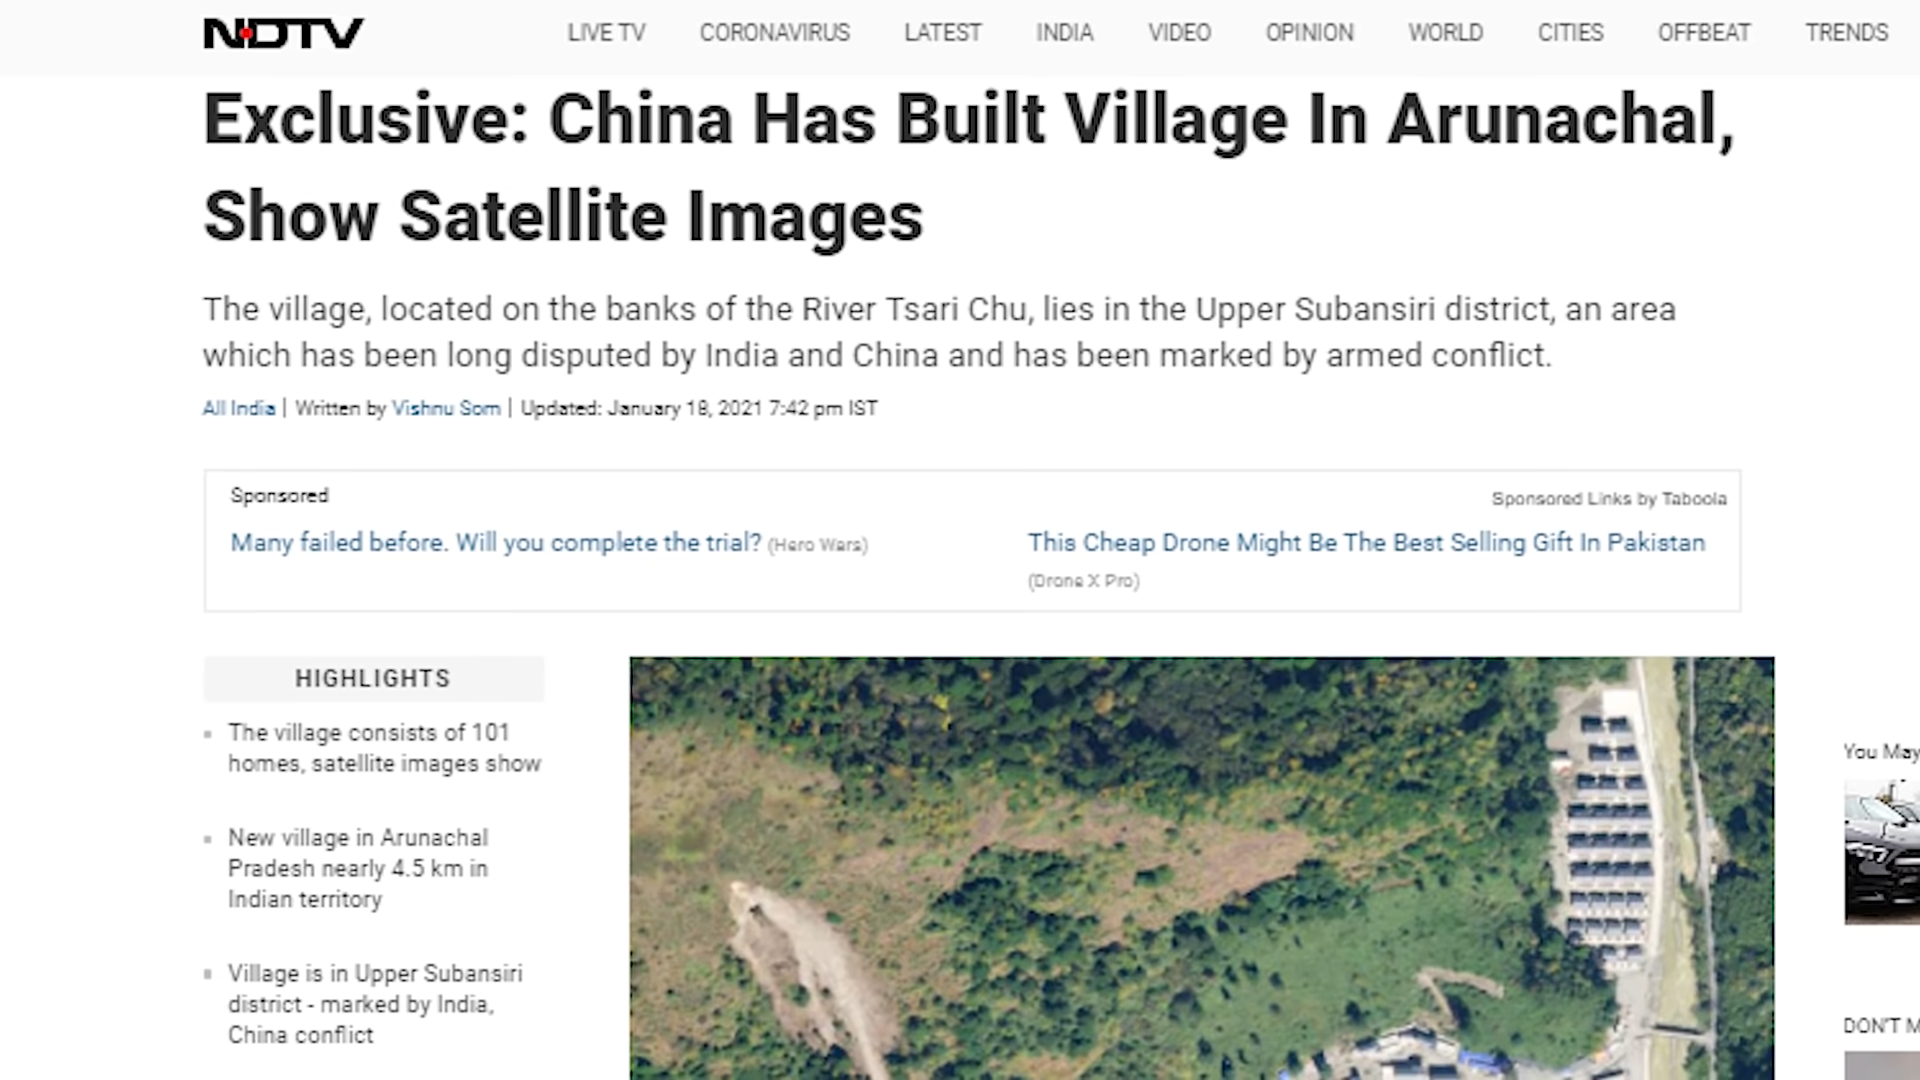 NDTV
LIVE TV CORONAVIRUS LATEST INDIA VIDEO OPINION WORLD CITIES OFFBEAT TRENDS
Exclusive: China Has Built Village In Arunachal,
Show Satellite Images
The village, located on the banks of the River Tsari Chu, lies in the Upper Subansiri district, an area
which has been long disputed by India and China and has been marked by armed conflict.
All India | Written by Vishnu Som | Updated: January 18, 2021 7:42 pm IST
Sponsored
Sponsored Links by Taboola
Many failed before. Will you complete the trial? (Hero Wars)
This Cheap Drone Might Be The Best Selling Gift In Pakistan
(Drone X Pro)
HIGHLIGHTS
The village consists of 101
homes, satellite images show
New village in Arunachal
Pradesh nearly 4.5 km in
Indian territory
Village is in Upper Subansiri
district - marked by India,
China conflict
You May
DON'T M